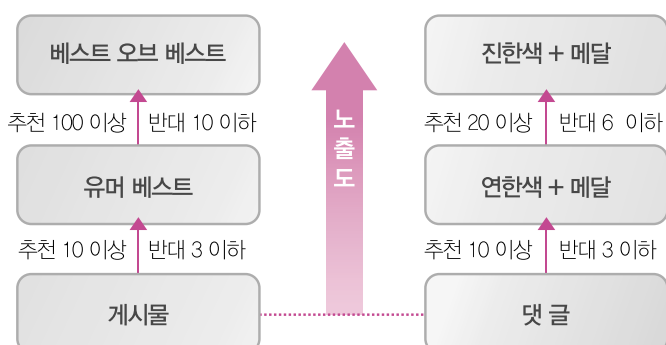 베스트 오브 베스트
진한색 + 메달
추천 100 이상
반대 10 이하
추천 20 이상
반대 6 이하
노출도
유머 베스트
연한색 + 메달
추천 10 이상
반대 3 이하
추천 10 이상
반대 3 이하
게시물
댓 글